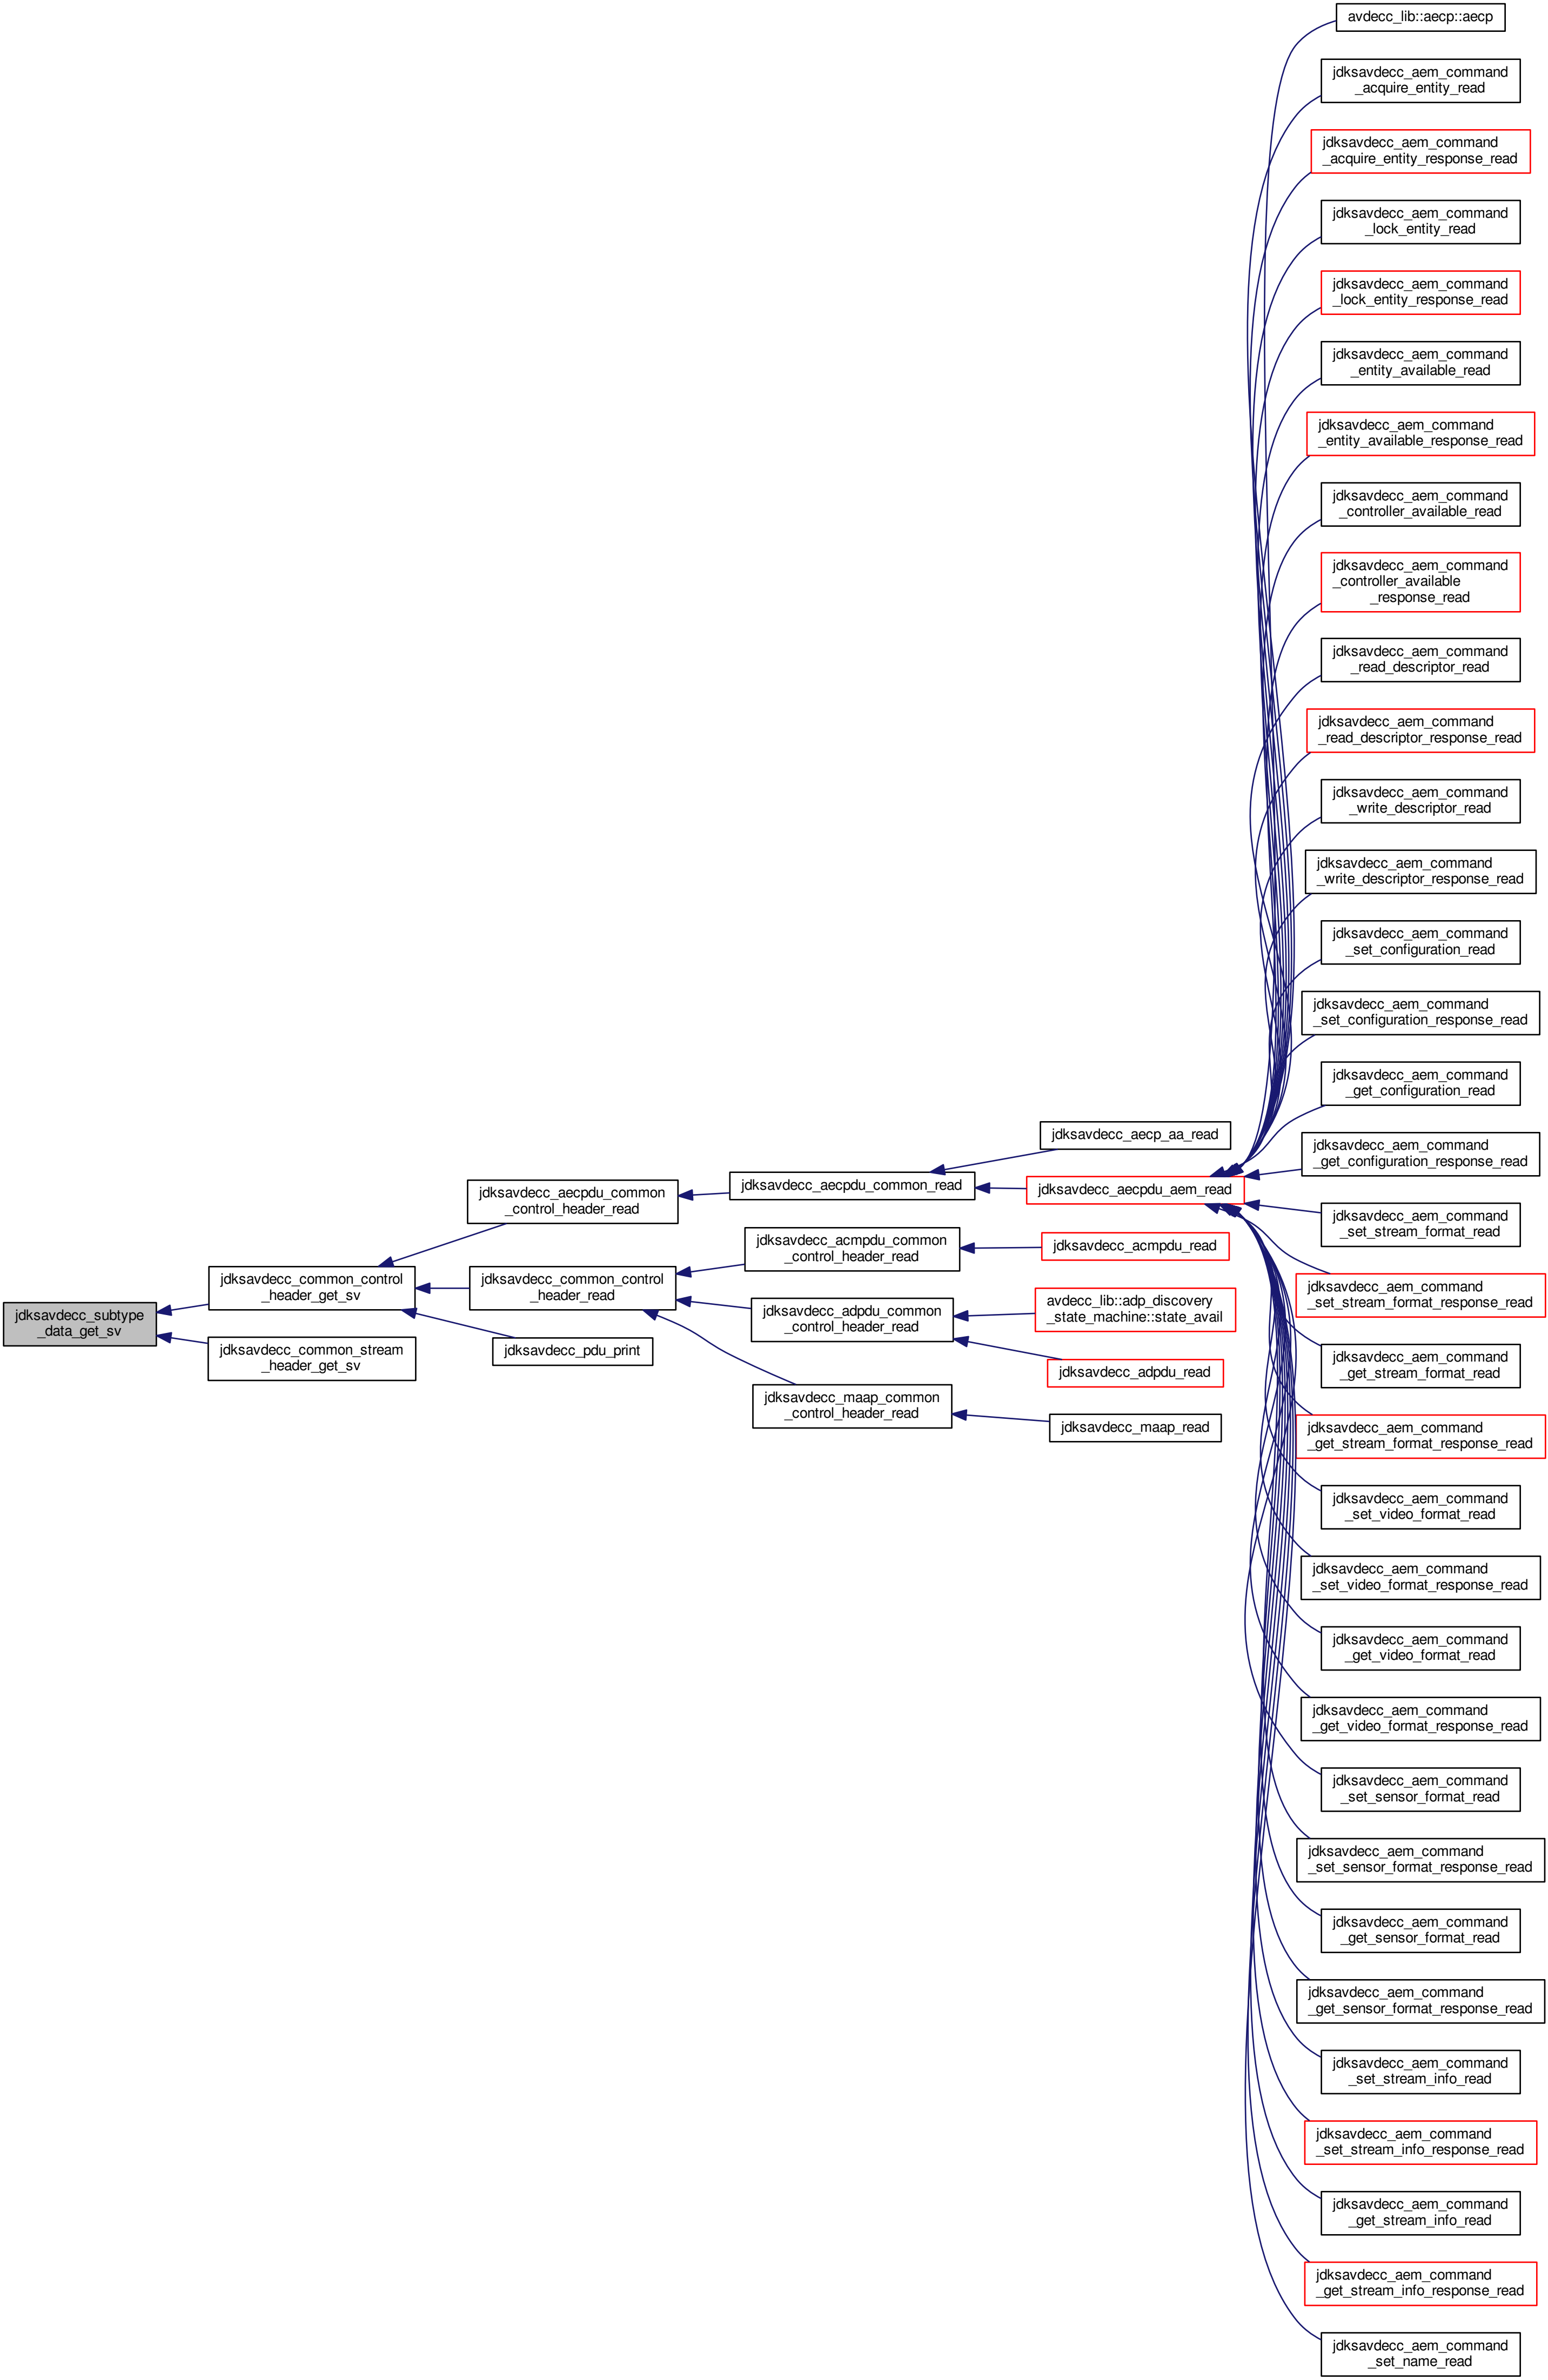 jdksavdecc_subtype
_data_get_sv
jdksavdecc_common_control
_header_get_sv
jdksavdecc_common_stream
_header_get_sv
jdksavdecc_aecpdu_common
_control_header_read
jdksavdecc_common_control
_header_read
jdksavdecc_pdu_print
jdksavdecc_aecpdu_common_read
jdksavdecc_acmpdu_common
_control_header_read
jdksavdecc_adpdu_common
_control_header_read
jdksavdecc_maap_common
_control_header_read
jdksavdecc_aecp_aa_read
jdksavdecc_aecpdu_aem_read
jdksavdecc_acmpdu_read
avdecc_lib::adp_discovery
_state_machine::state_avail
jdksavdecc_adpdu_read
jdksavdecc_maap_read
avdecc_lib::aecp::aecp
jdksavdecc_aem_command
_acquire_entity_read
jdksavdecc_aem_command
_acquire_entity_response_read
jdksavdecc_aem_command
_lock_entity_read
jdksavdecc_aem_command
_lock_entity_response_read
jdksavdecc_aem_command
_entity_available_read
jdksavdecc_aem_command
_entity_available_response_read
jdksavdecc_aem_command
_controller_available_read
jdksavdecc_aem_command
_controller_available
_response_read
jdksavdecc_aem_command
_read_descriptor_read
jdksavdecc_aem_command
_read_descriptor_response_read
jdksavdecc_aem_command
_write_descriptor_read
jdksavdecc_aem_command
_write_descriptor_response_read
jdksavdecc_aem_command
_set_configuration_read
jdksavdecc_aem_command
_set_configuration_response_read
jdksavdecc_aem_command
_get_configuration_read
jdksavdecc_aem_command
_get_configuration_response_read
jdksavdecc_aem_command
_set_stream_format_read
jdksavdecc_aem_command
_set_stream_format_response_read
jdksavdecc_aem_command
_get_stream_format_read
jdksavdecc_aem_command
_get_stream_format_response_read
jdksavdecc_aem_command
_set_video_format_read
jdksavdecc_aem_command
_set_video_format_response_read
jdksavdecc_aem_command
_get_video_format_read
jdksavdecc_aem_command
_get_video_format_response_read
jdksavdecc_aem_command
_set_sensor_format_read
jdksavdecc_aem_command
_set_sensor_format_response_read
jdksavdecc_aem_command
_get_sensor_format_read
jdksavdecc_aem_command
_get_sensor_format_response_read
jdksavdecc_aem_command
_set_stream_info_read
jdksavdecc_aem_command
_set_stream_info_response_read
jdksavdecc_aem_command
_get_stream_info_read
jdksavdecc_aem_command
_get_stream_info_response_read
jdksavdecc_aem_command
_set_name_read